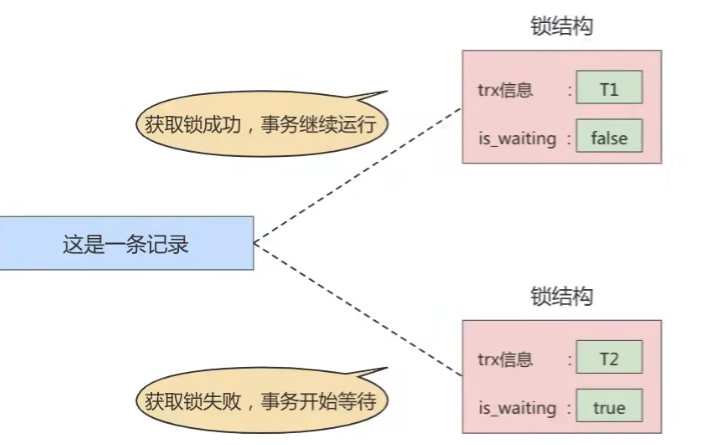 锁结构
trx信息 : T1
获取锁成功，事务继续运行
is_waiting : false
这是一条记录
锁结构
trx信息 : T2
获取锁失败，事务开始等待
is_waiting : true